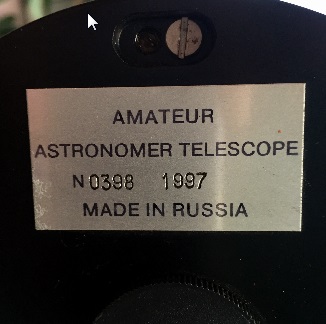 AMATEUR
ASTRONOMER TELESCOPE
N 0398 1997
MADE IN RUSSIA